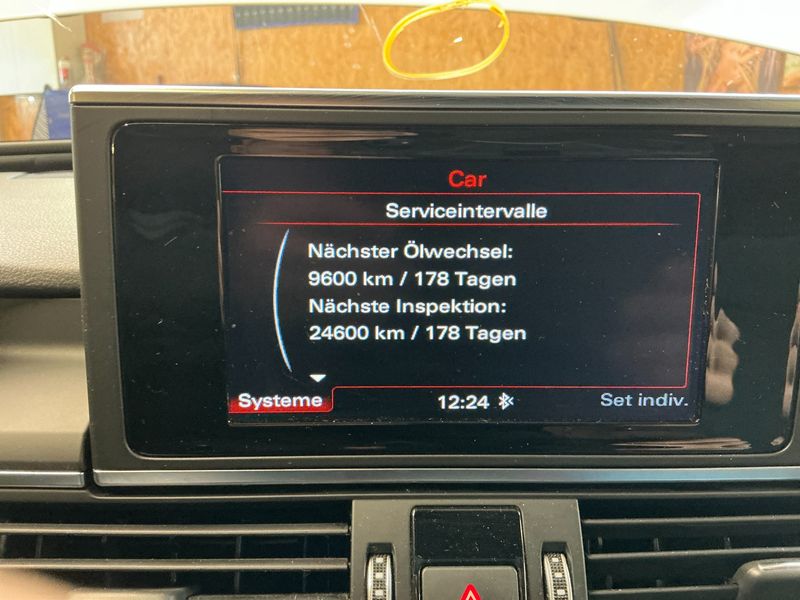 Car
Serviceintervalle
Nächster Ölwechsel:
9600 km / 178 Tagen
Nächste Inspektion:
24600 km / 178 Tagen
Systeme 12:24 Set indiv.